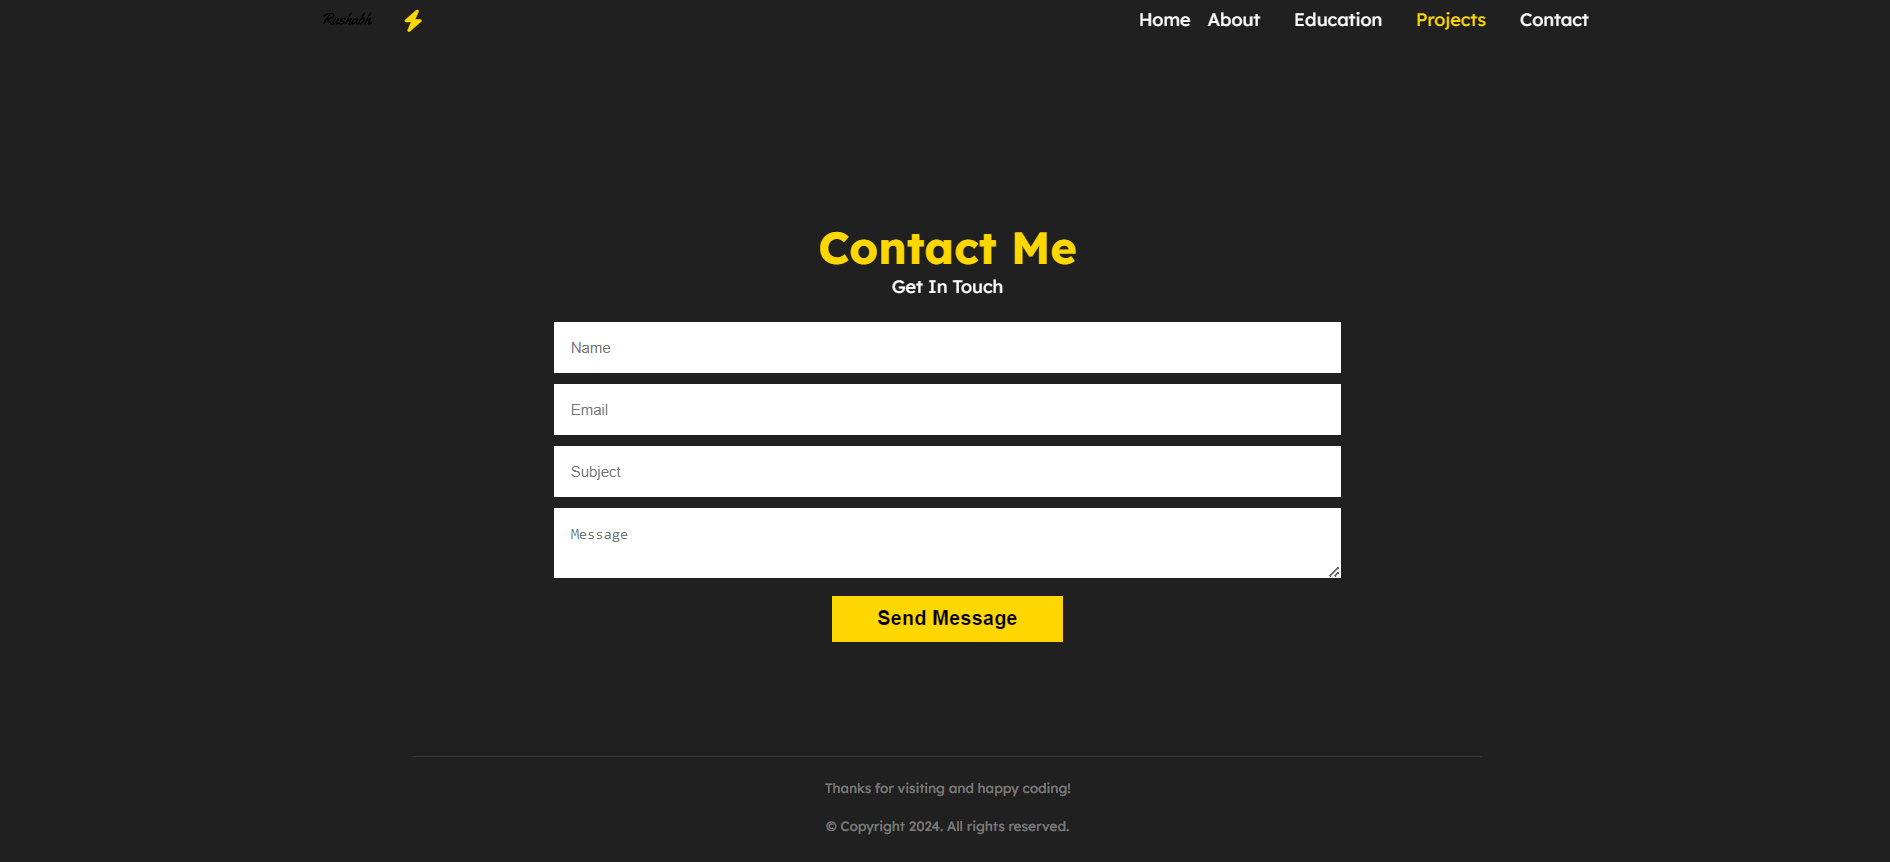 Rushabh
Home About Education Projects Contact
Contact Me
Get In Touch
Name
Email
Subject
Message
Send Message
Thanks for visiting and happy coding!
© Copyright 2024. All rights reserved.